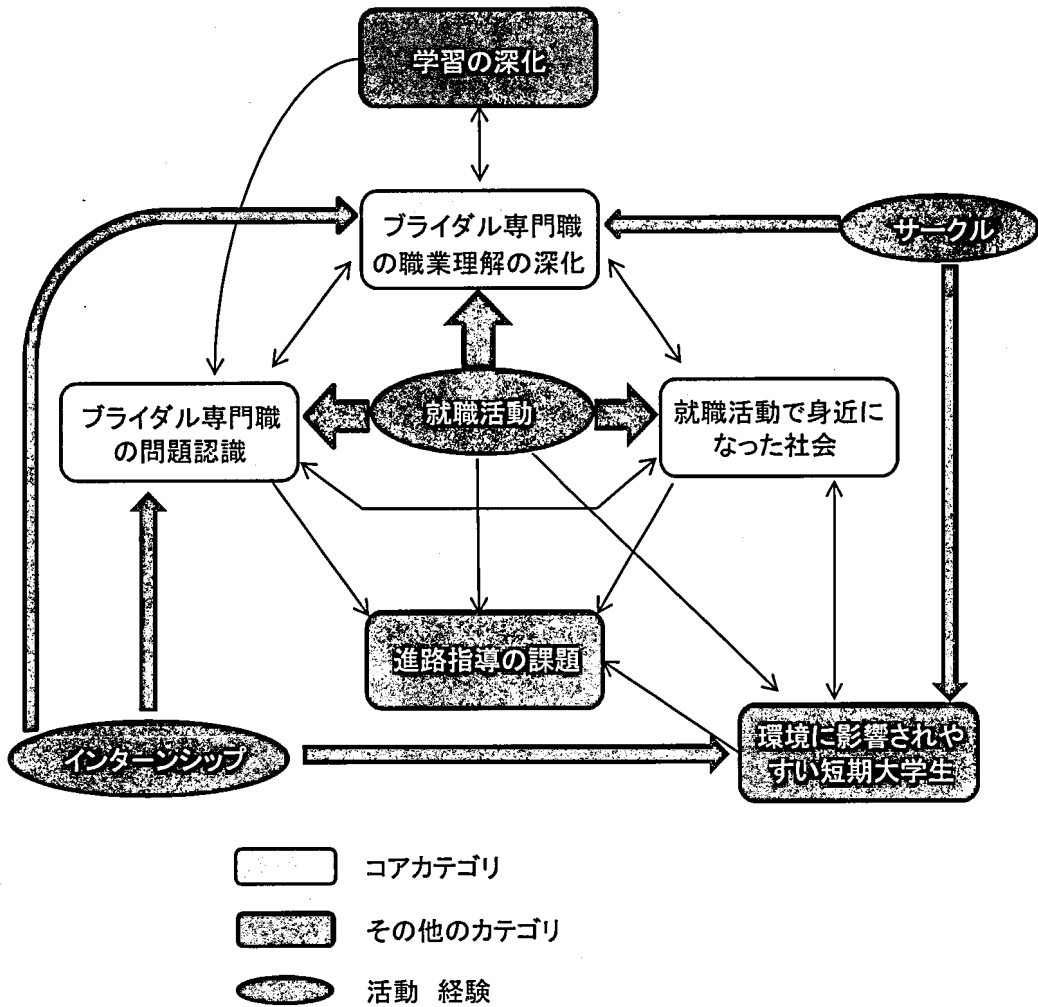 学習の深化
ブライダル専門職
の職業理解の深化
サークル
ブライダル専門職
の問題認識
就職活動
就職活動で身近に
なった社会
進路指導の課題
インターンシップ
環境に影響されや
すい短期大学生
コアカテゴリ
その他のカテゴリ
活動 経験